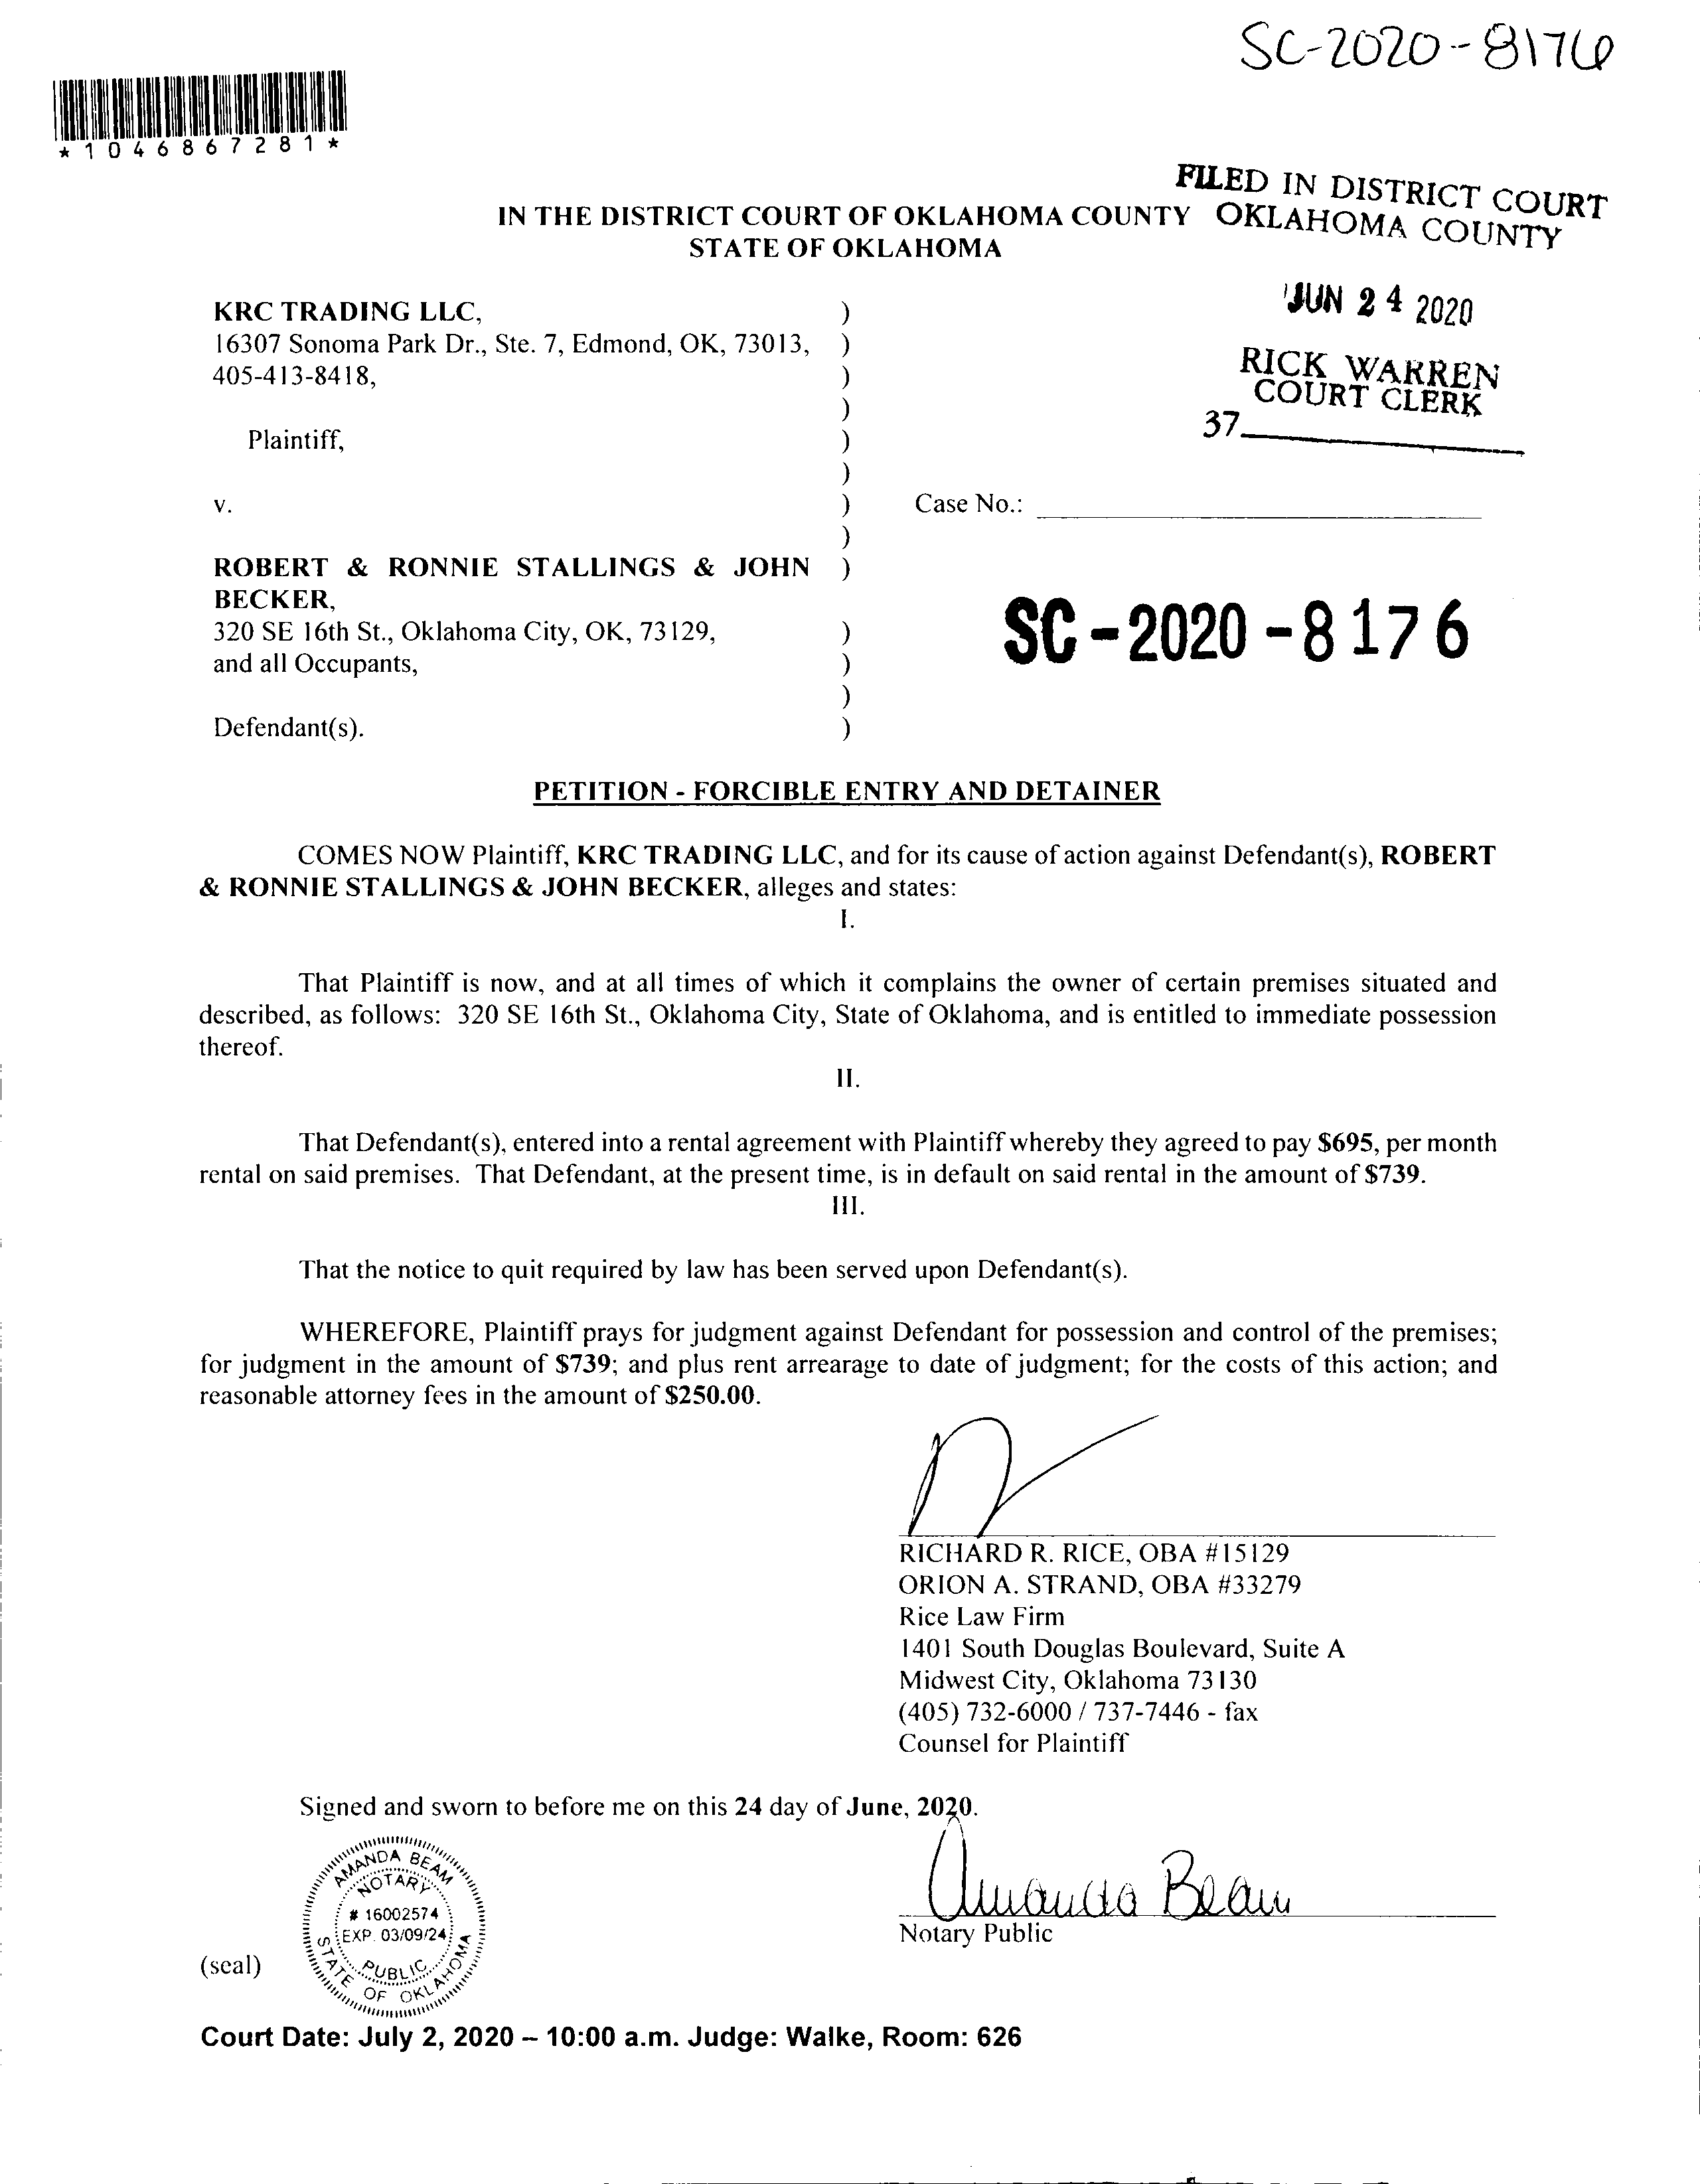 SC-2020-8176
*1046867281*
FILED IN DISTRICT COURT
OKLAHOMA COUNTY
IN THE DISTRICT COURT OF OKLAHOMA COUNTY
STATE OF OKLAHOMA
JUN 24 2020
RICK WARREN
COURT CLERK
37
KRC TRADING LLC, )
16307 Sonoma Park Dr., Ste. 7, Edmond, OK, 73013, )
405-413-8418, )
)
Plaintiff, )
)
v. ) Case No.:
)
ROBERT & RONNIE STALLINGS & JOHN )
BECKER,
320 SE 16th St., Oklahoma City, OK, 73129, )
and all Occupants, )
)
Defendant(s). )
SC-2020-8176
PETITION - FORCIBLE ENTRY AND DETAINER
COMES NOW Plaintiff, KRC TRADING LLC, and for its cause of action against Defendant(s), ROBERT
& RONNIE STALLINGS & JOHN BECKER, alleges and states:
I.
That Plaintiff is now, and at all times of which it complains the owner of certain premises situated and
described, as follows: 320 SE 16th St., Oklahoma City, State of Oklahoma, and is entitled to immediate possession
thereof.
II.
That Defendant(s), entered into a rental agreement with Plaintiff whereby they agreed to pay $695, per month
rental on said premises. That Defendant, at the present time, is in default on said rental in the amount of $739.
III.
That the notice to quit required by law has been served upon Defendant(s).
WHEREFORE, Plaintiff prays for judgment against Defendant for possession and control of the premises;
for judgment in the amount of $739; and plus rent arrearage to date of judgment; for the costs of this action; and
reasonable attorney fees in the amount of $250.00.
RICHARD R. RICE, OBA #15129
ORION A. STRAND, OBA #33279
Rice Law Firm
1401 South Douglas Boulevard, Suite A
Midwest City, Oklahoma 73130
(405) 732-6000 / 737-7446 - fax
Counsel for Plaintiff
Signed and sworn to before me on this 24 day of June, 2020.
Amanda Beam
Notary Public
AMANDA BEAM
NOTARY
# 16002574
EXP. 03/09/24
PUBLIC
STATE OF OKLAHOMA
(seal)
Court Date: July 2, 2020 – 10:00 a.m. Judge: Walke, Room: 626